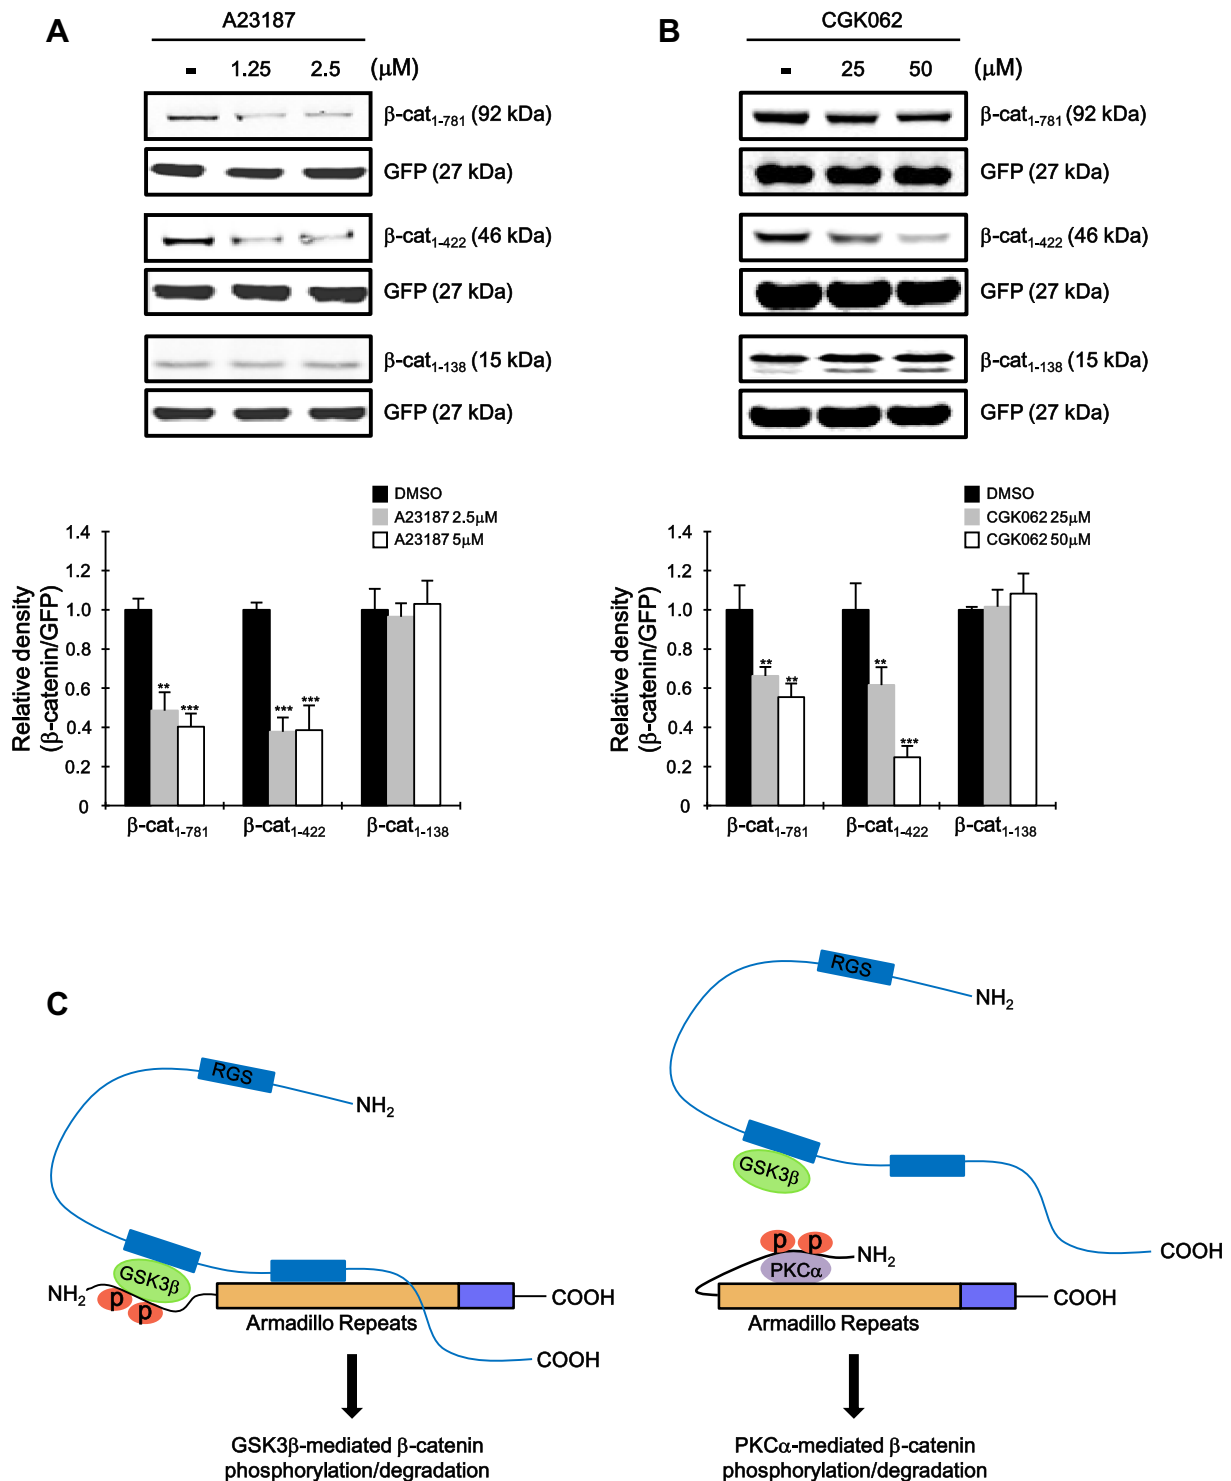 A
A23187
- 1.25 2.5 (μM)
β-cat₁₋₇₈₁ (92 kDa)
GFP (27 kDa)
β-cat₁₋₄₂₂ (46 kDa)
GFP (27 kDa)
β-cat₁₋₁₃₈ (15 kDa)
GFP (27 kDa)
DMSO
A23187 2.5μM
A23187 5μM
Relative density
(β-catenin/GFP)
1.4
1.2
1.0
0.8
0.6
0.4
0.2
0
** *** *** ***
β-cat₁₋₇₈₁ β-cat₁₋₄₂₂ β-cat₁₋₁₃₈
B
CGK062
- 25 50 (μM)
β-cat₁₋₇₈₁ (92 kDa)
GFP (27 kDa)
β-cat₁₋₄₂₂ (46 kDa)
GFP (27 kDa)
β-cat₁₋₁₃₈ (15 kDa)
GFP (27 kDa)
DMSO
CGK062 25μM
CGK062 50μM
Relative density
(β-catenin/GFP)
1.4
1.2
1.0
0.8
0.6
0.4
0.2
0
** ** ** ***
β-cat₁₋₇₈₁ β-cat₁₋₄₂₂ β-cat₁₋₁₃₈
C
RGS
NH₂
GSK3β
NH₂
p p
COOH
Armadillo Repeats
COOH
GSK3β-mediated β-catenin
phosphorylation/degradation
RGS
NH₂
GSK3β
COOH
p p
NH₂
PKCα
COOH
Armadillo Repeats
PKCα-mediated β-catenin
phosphorylation/degradation